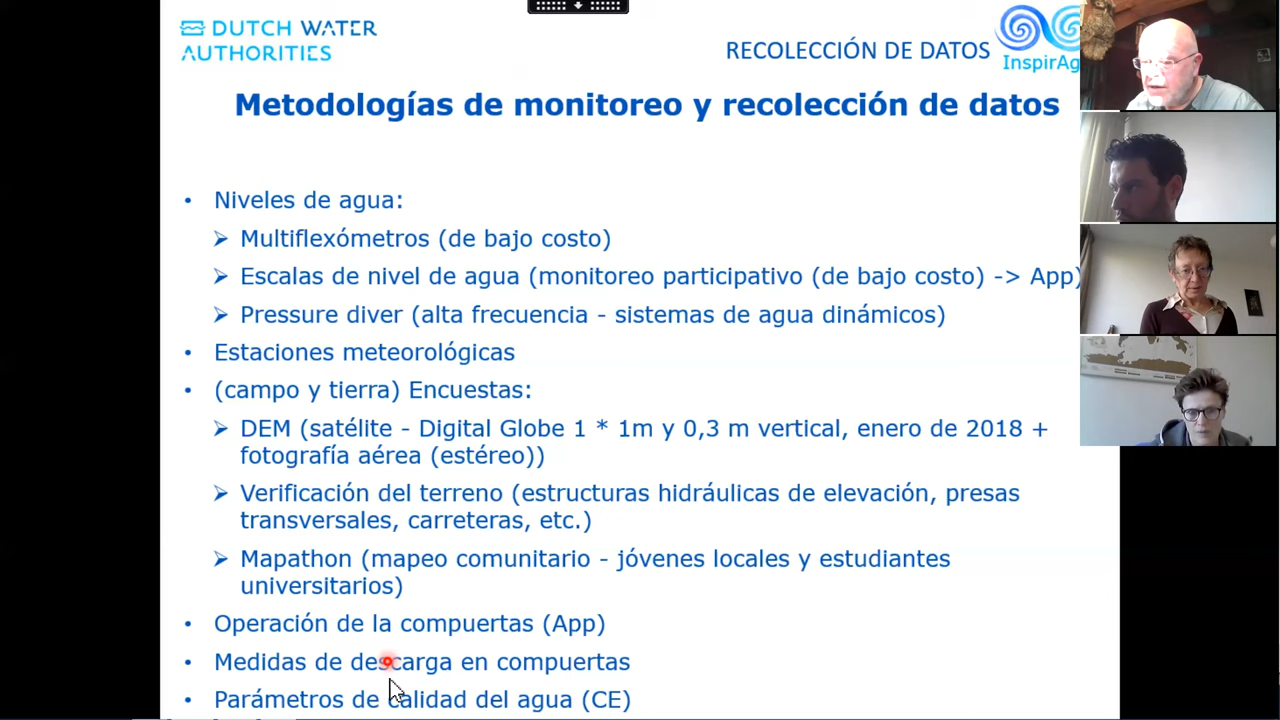 DUTCH WATER
AUTHORITIES
RECOLECCIÓN DE DATOS
InspirAg
Metodologías de monitoreo y recolección de datos
• Niveles de agua:
➢ Multiflexómetros (de bajo costo)
➢ Escalas de nivel de agua (monitoreo participativo (de bajo costo) -> App)
➢ Pressure diver (alta frecuencia - sistemas de agua dinámicos)
• Estaciones meteorológicas
• (campo y tierra) Encuestas:
➢ DEM (satélite - Digital Globe 1 * 1m y 0,3 m vertical, enero de 2018 +
fotografía aérea (estéreo))
➢ Verificación del terreno (estructuras hidráulicas de elevación, presas
transversales, carreteras, etc.)
➢ Mapathon (mapeo comunitario - jóvenes locales y estudiantes
universitarios)
• Operación de la compuertas (App)
• Medidas de descarga en compuertas
• Parámetros de calidad del agua (CE)